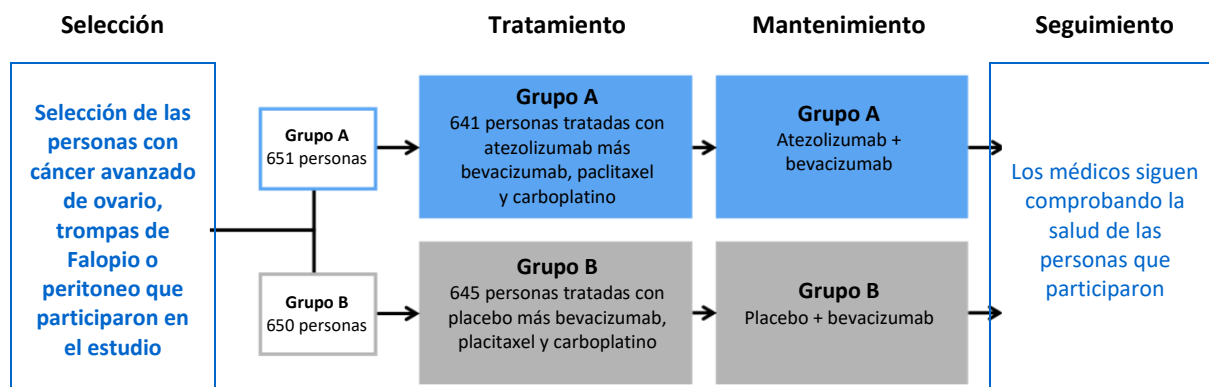 Selección
Tratamiento
Mantenimiento
Seguimiento
Selección de las
personas con
cáncer avanzado
de ovario,
trompas de
Falopio o
peritoneo que
participaron en
el estudio
Grupo A
651 personas
Grupo A
641 personas tratadas con
atezolizumab más
bevacizumab, paclitaxel
y carboplatino
Grupo A
Atezolizumab +
bevacizumab
Grupo B
650 personas
Grupo B
645 personas tratadas con
placebo más bevacizumab,
placitaxel y carboplatino
Grupo B
Placebo + bevacizumab
Los médicos siguen
comprobando la
salud de las
personas que
participaron